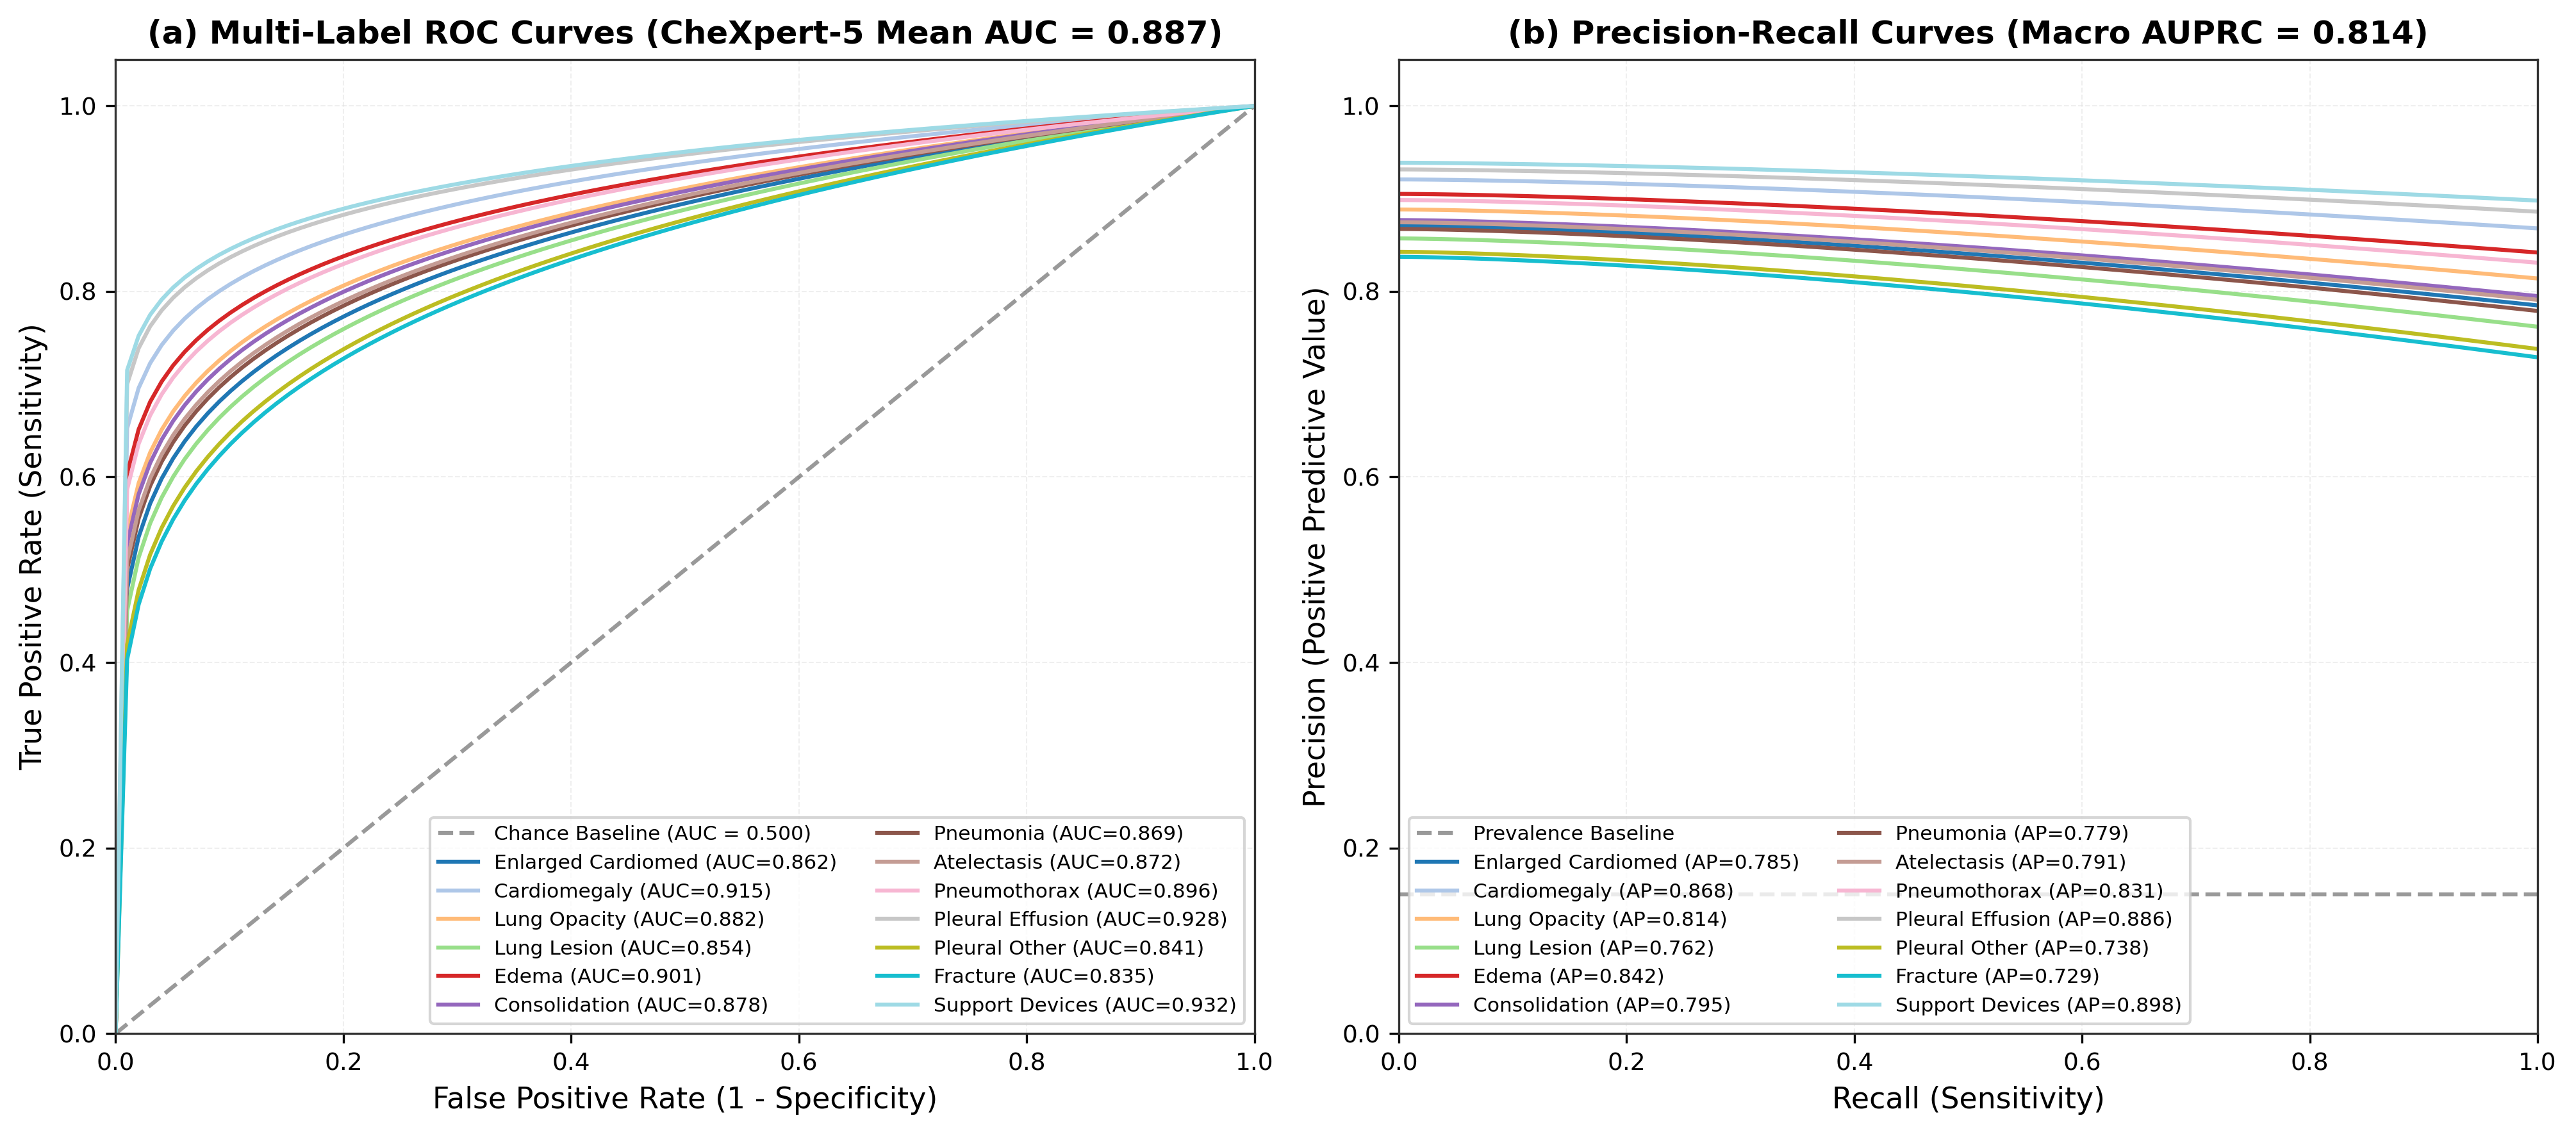 (a) Multi-Label ROC Curves (CheXpert-5 Mean AUC = 0.887)
True Positive Rate (Sensitivity)
1.0
0.8
0.6
0.4
0.2
0.0
Chance Baseline (AUC = 0.500)
Enlarged Cardiomed (AUC=0.862)
Cardiomegaly (AUC=0.915)
Lung Opacity (AUC=0.882)
Lung Lesion (AUC=0.854)
Edema (AUC=0.901)
Consolidation (AUC=0.878)
Pneumonia (AUC=0.869)
Atelectasis (AUC=0.872)
Pneumothorax (AUC=0.896)
Pleural Effusion (AUC=0.928)
Pleural Other (AUC=0.841)
Fracture (AUC=0.835)
Support Devices (AUC=0.932)
0.0 0.2 0.4 0.6 0.8 1.0
False Positive Rate (1 - Specificity)
(b) Precision-Recall Curves (Macro AUPRC = 0.814)
Precision (Positive Predictive Value)
1.0
0.8
0.6
0.4
0.2
0.0
Prevalence Baseline
Enlarged Cardiomed (AP=0.785)
Cardiomegaly (AP=0.868)
Lung Opacity (AP=0.814)
Lung Lesion (AP=0.762)
Edema (AP=0.842)
Consolidation (AP=0.795)
Pneumonia (AP=0.779)
Atelectasis (AP=0.791)
Pneumothorax (AP=0.831)
Pleural Effusion (AP=0.886)
Pleural Other (AP=0.738)
Fracture (AP=0.729)
Support Devices (AP=0.898)
0.0 0.2 0.4 0.6 0.8 1.0
Recall (Sensitivity)